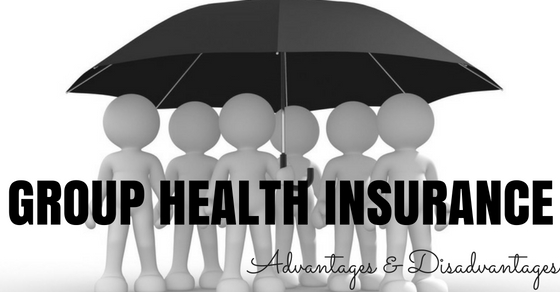 GROUP HEALTH INSURANCE
Advantages & Disadvantages